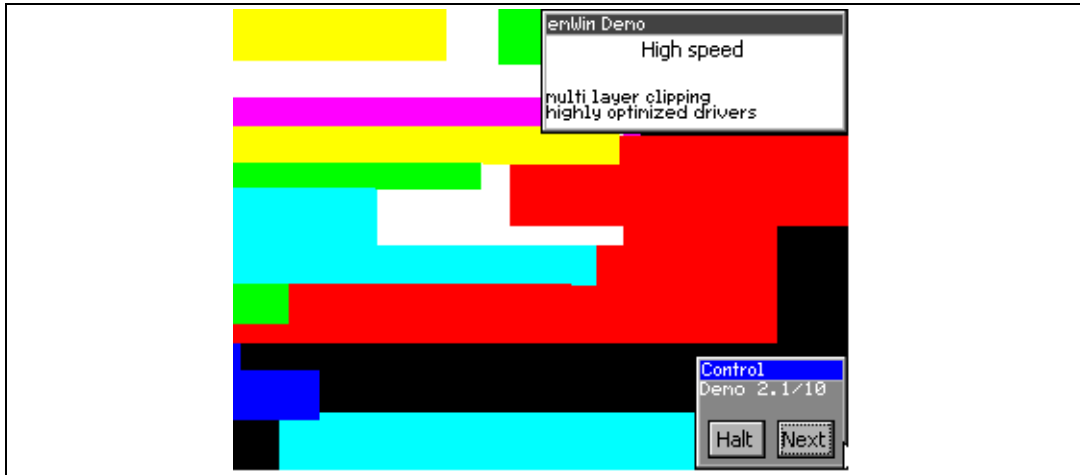 emWin Demo
High speed
multi layer clipping
highly optimized drivers
Control
Demo 2.1/10
Halt
Next